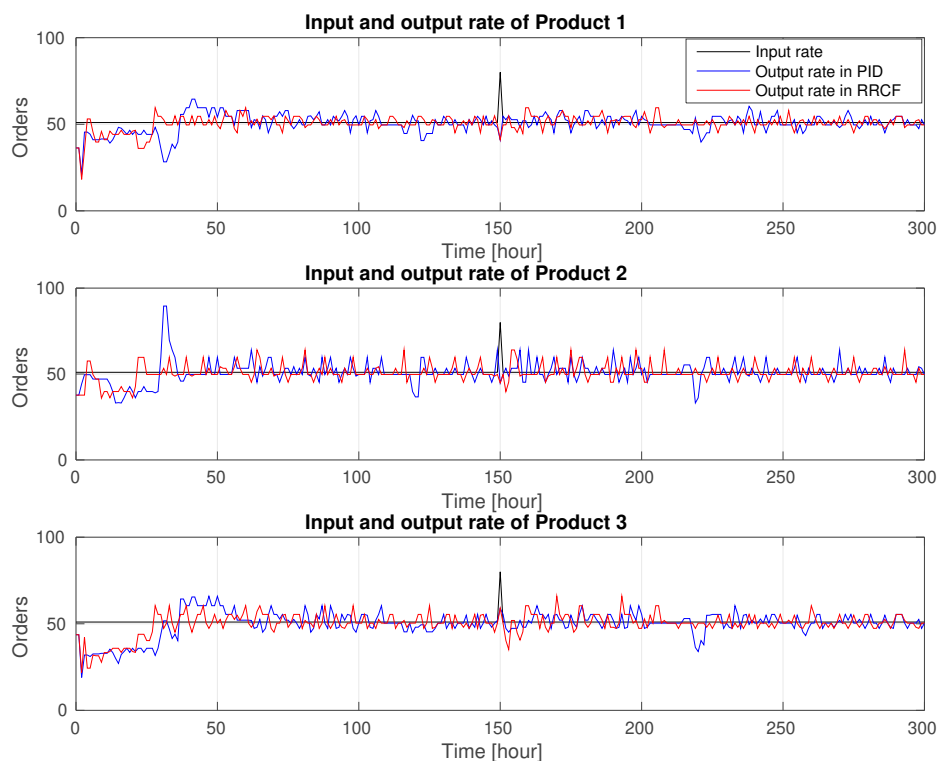 Input and output rate of Product 1
100
50
0
Orders
Input rate
Output rate in PID
Output rate in RRCF
0 50 100 150 200 250 300
Time [hour]
Input and output rate of Product 2
100
50
0
Orders
0 50 100 150 200 250 300
Time [hour]
Input and output rate of Product 3
100
50
0
Orders
0 50 100 150 200 250 300
Time [hour]